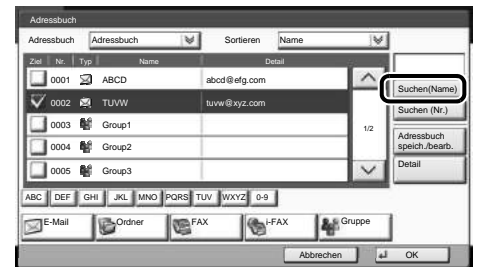 Adressbuch
Adressbuch Adressbuch Sortieren Name
Ziel Nr. Typ Name Detail
0001 ABCD abcd@efg.com
0002 TUVW tuvw@xyz.com
0003 Group1
0004 Group2
0005 Group3
1/2
Suchen(Name)
Suchen (Nr.)
Adressbuch
speich./bearb.
Detail
ABC DEF GHI JKL MNO PQRS TUV WXYZ 0-9
E-Mail Ordner FAX i-FAX Gruppe
Abbrechen OK